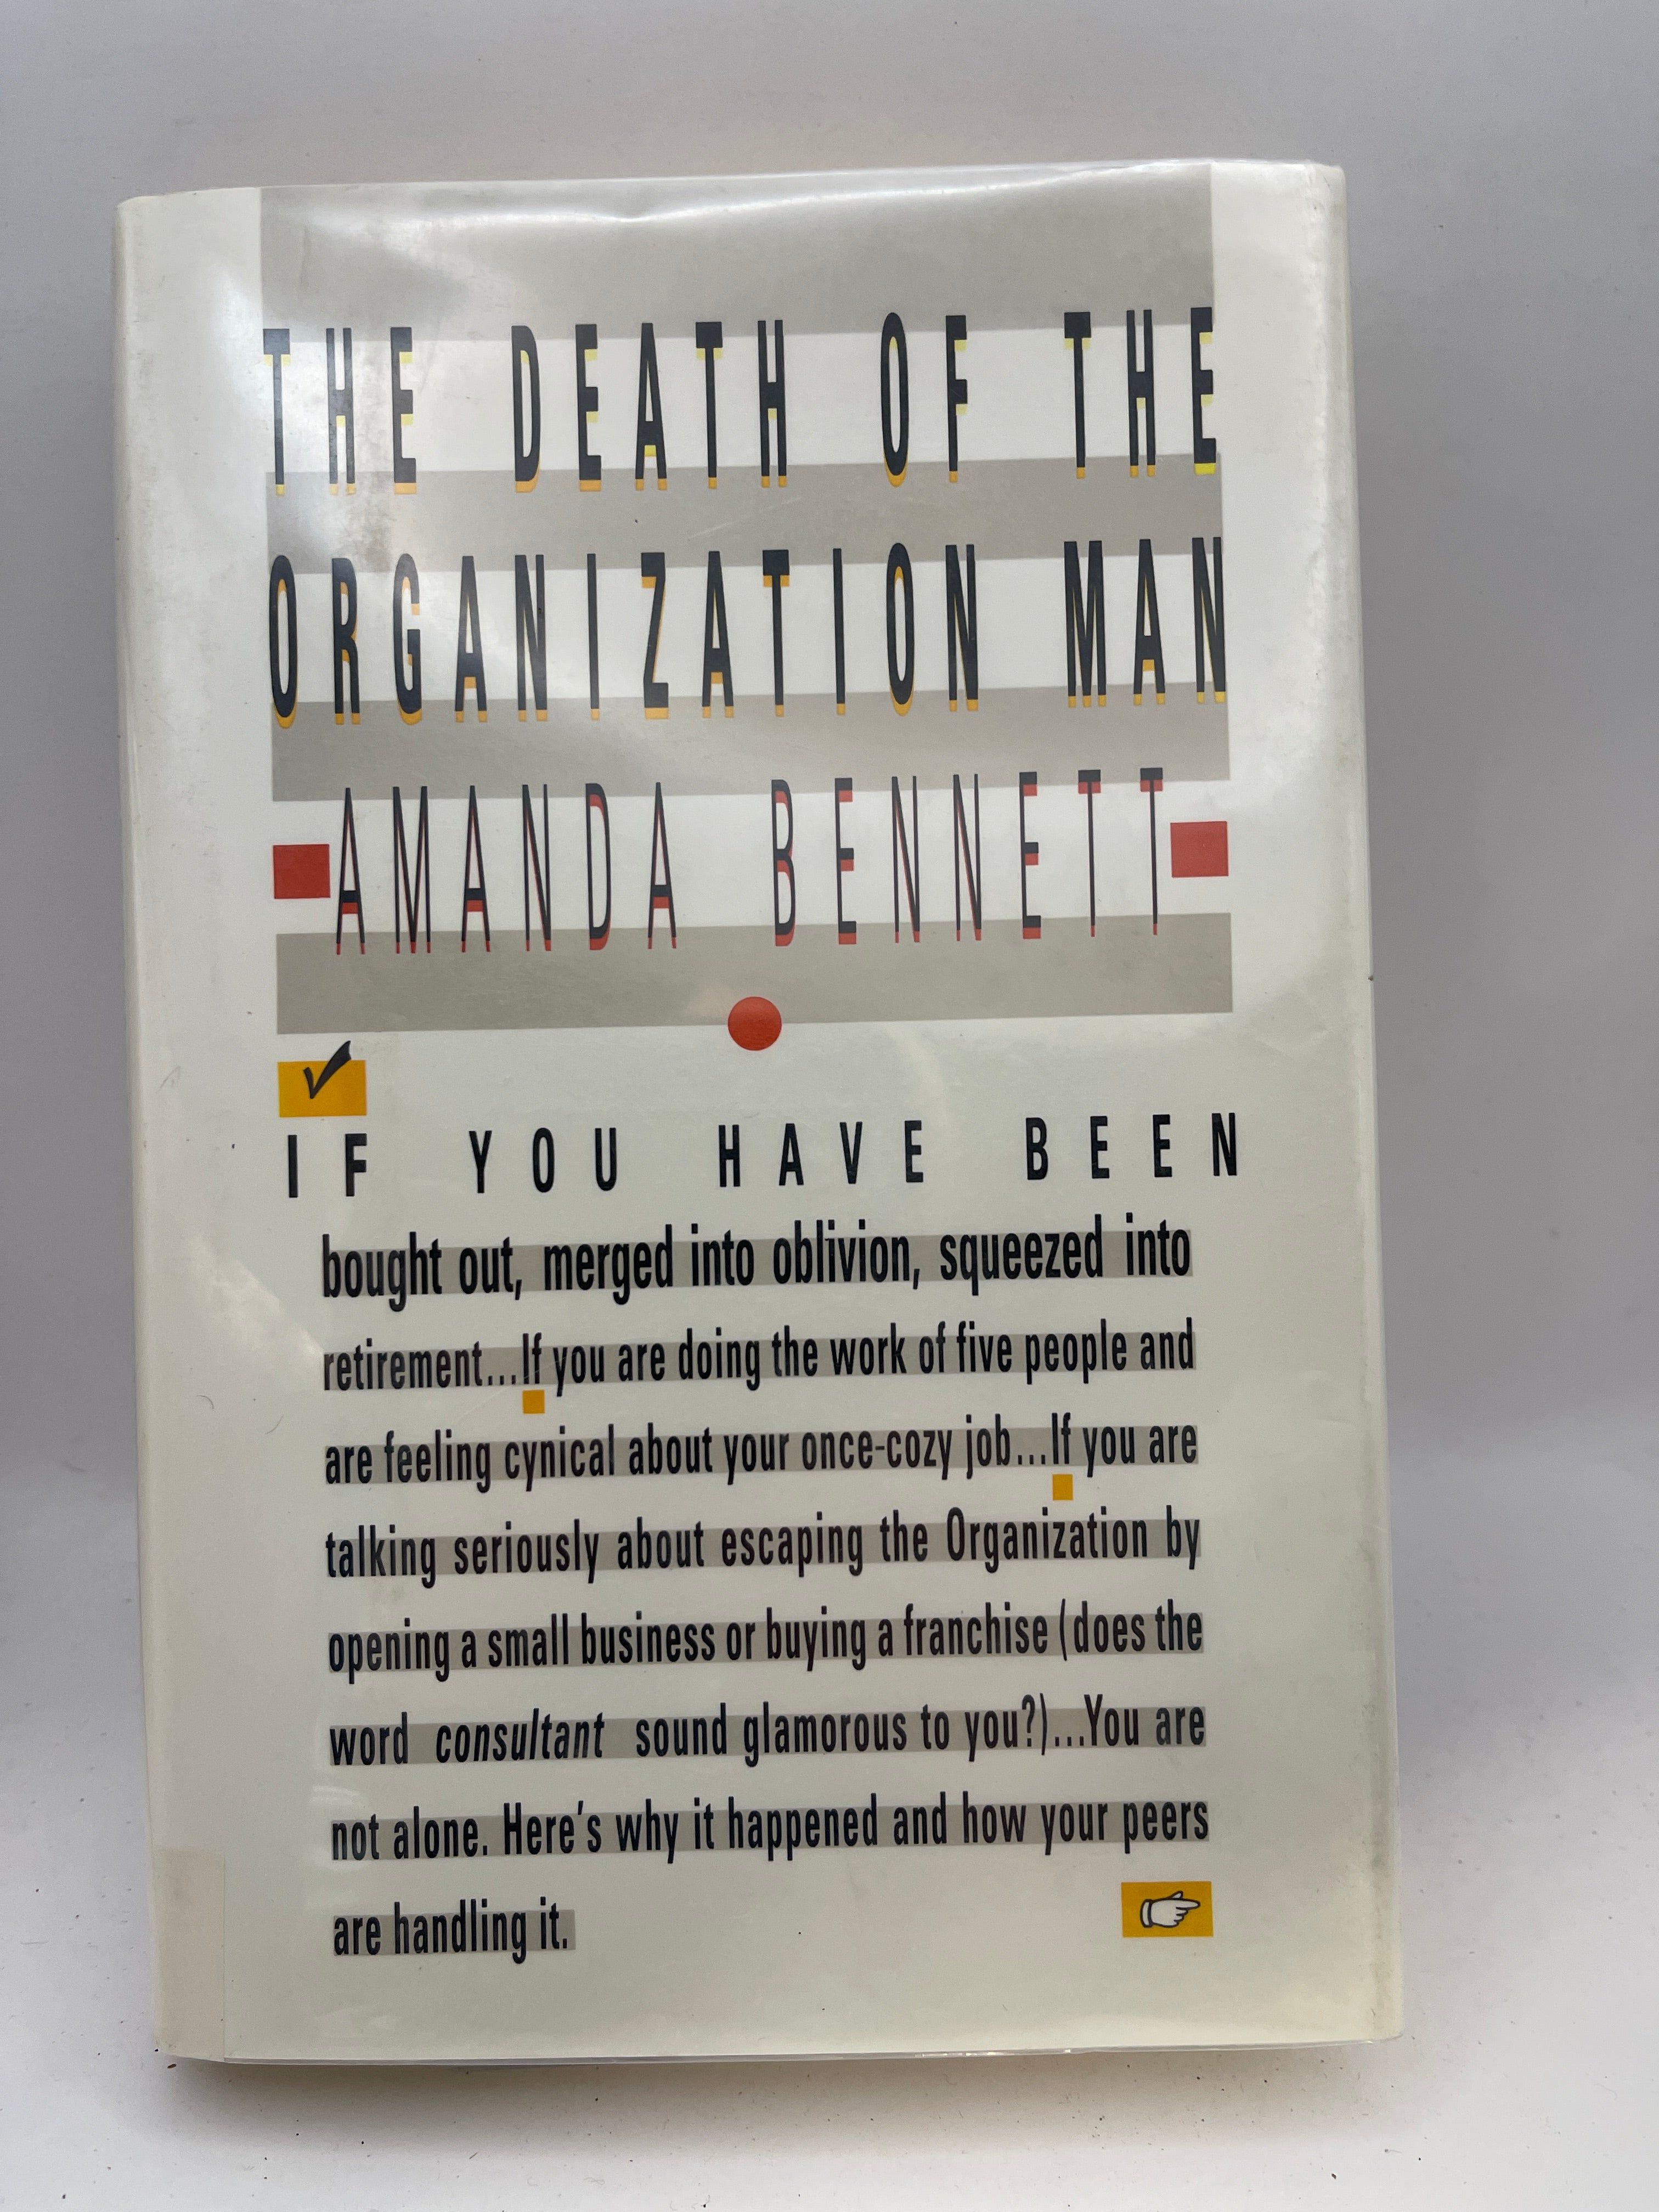 THE DEATH OF THE
ORGANIZATION MAN
AMANDA BENNETT
IF YOU HAVE BEEN
bought out, merged into oblivion, squeezed into
retirement...If you are doing the work of five people and
are feeling cynical about your once-cozy job...If you are
talking seriously about escaping the Organization by
opening a small business or buying a franchise (does the
word consultant sound glamorous to you?)...You are
not alone. Here's why it happened and how your peers
are handling it.